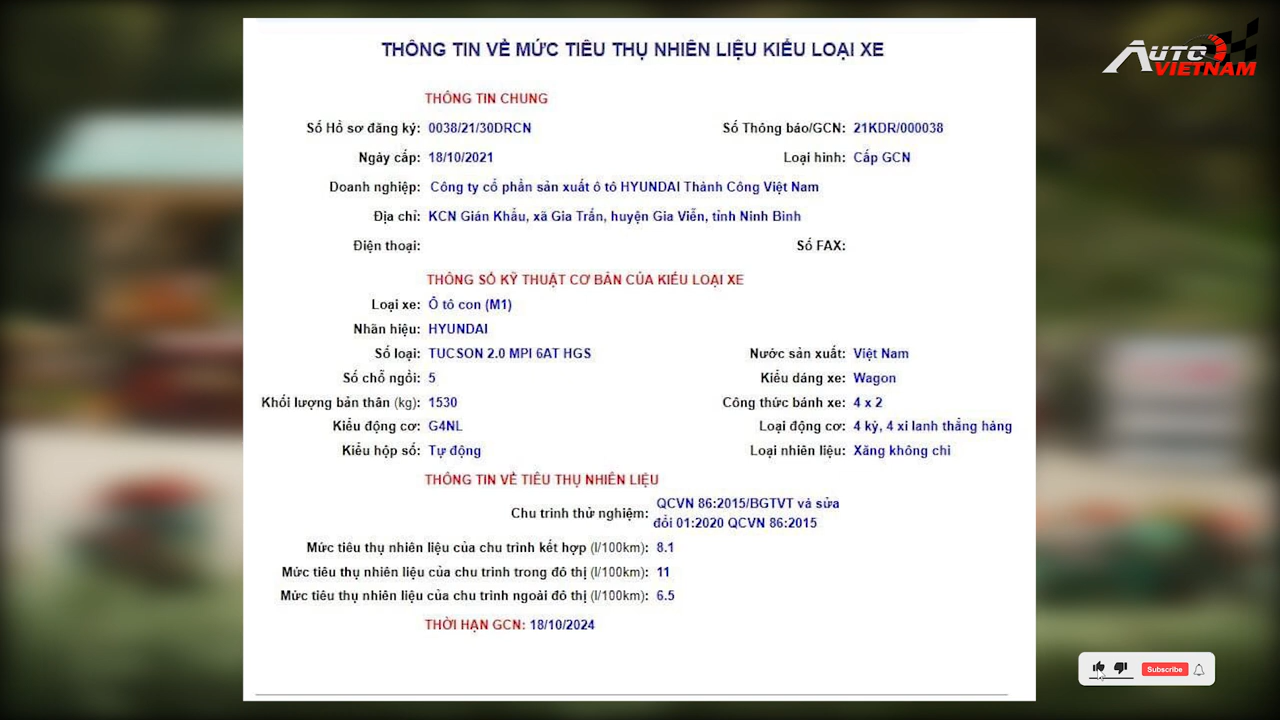 AUTO
VIETNAM
THÔNG TIN VỀ MỨC TIÊU THỤ NHIÊN LIỆU KIỂU LOẠI XE
THÔNG TIN CHUNG
Số Hồ sơ đăng ký: 0038/21/30DRCN Số Thông báo/GCN: 21KDR/000038
Ngày cấp: 18/10/2021 Loại hình: Cấp GCN
Doanh nghiệp: Công ty cổ phần sản xuất ô tô HYUNDAI Thành Công Việt Nam
Địa chỉ: KCN Gián Khẩu, xã Gia Trấn, huyện Gia Viễn, tỉnh Ninh Bình
Điện thoại: Số FAX:
THÔNG SỐ KỸ THUẬT CƠ BẢN CỦA KIỂU LOẠI XE
Loại xe: Ô tô con (M1)
Nhãn hiệu: HYUNDAI
Số loại: TUCSON 2.0 MPI 6AT HGS Nước sản xuất: Việt Nam
Số chỗ ngồi: 5 Kiểu dáng xe: Wagon
Khối lượng bản thân (kg): 1530 Công thức bánh xe: 4 x 2
Kiểu động cơ: G4NL Loại động cơ: 4 kỳ, 4 xi lanh thẳng hàng
Kiểu hộp số: Tự động Loại nhiên liệu: Xăng không chì
THÔNG TIN VỀ TIÊU THỤ NHIÊN LIỆU
Chu trình thử nghiệm: QCVN 86:2015/BGTVT và sửa
đổi 01:2020 QCVN 86:2015
Mức tiêu thụ nhiên liệu của chu trình kết hợp (l/100km): 8.1
Mức tiêu thụ nhiên liệu của chu trình trong đô thị (l/100km): 11
Mức tiêu thụ nhiên liệu của chu trình ngoài đô thị (l/100km): 6.5
THỜI HẠN GCN: 18/10/2024
Subscribe